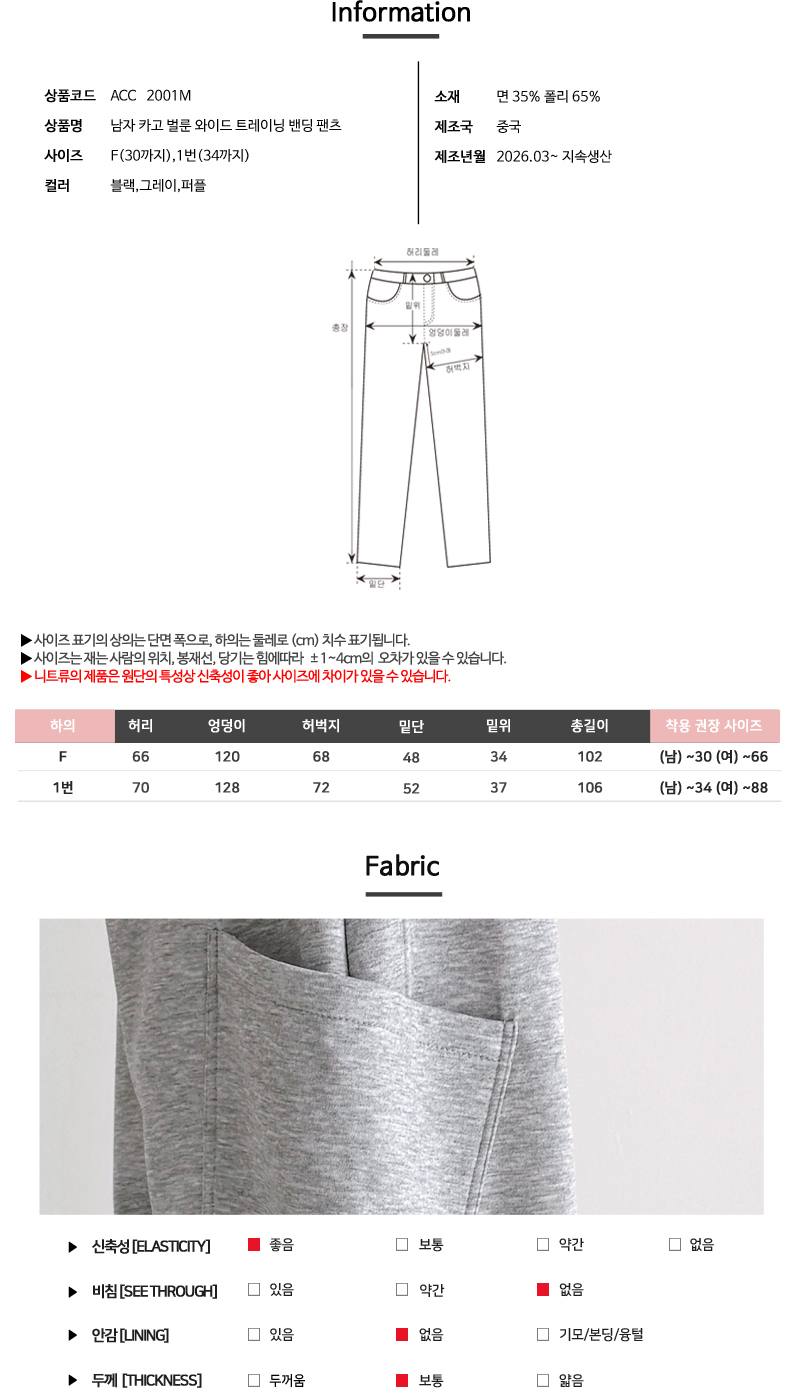 Information
상품코드 ACC 2001M
상품명 남자 카고 벌룬 와이드 트레이닝 밴딩 팬츠
사이즈 F(30까지),1번(34까지)
컬러 블랙,그레이,퍼플
소재 면 35% 폴리 65%
제조국 중국
제조년월 2026.03~ 지속생산
허리둘레
밑위
총장
엉덩이둘레
허벅지
밑단
▶사이즈 표기의 상의는 단면 폭으로, 하의는 둘레로 (cm) 치수 표기됩니다.
▶사이즈는 재는 사람의 위치, 봉재선, 당기는 힘에따라 ±1~4cm의 오차가 있을 수 있습니다.
▶니트류의 제품은 원단의 특성상 신축성이 좋아 사이즈에 차이가 있을 수 있습니다.
하의 허리 엉덩이 허벅지 밑단 밑위 총길이 착용 권장 사이즈
F 66 120 68 48 34 102 (남) ~30 (여) ~66
1번 70 128 72 52 37 106 (남) ~34 (여) ~88
Fabric
▶ 신축성 [ELASTICITY] 좋음 보통 약간 없음
▶ 비침 [SEE THROUGH] 있음 약간 없음
▶ 안감 [LINING] 있음 없음 기모/본딩/융털
▶ 두께 [THICKNESS] 두꺼움 보통 얇음